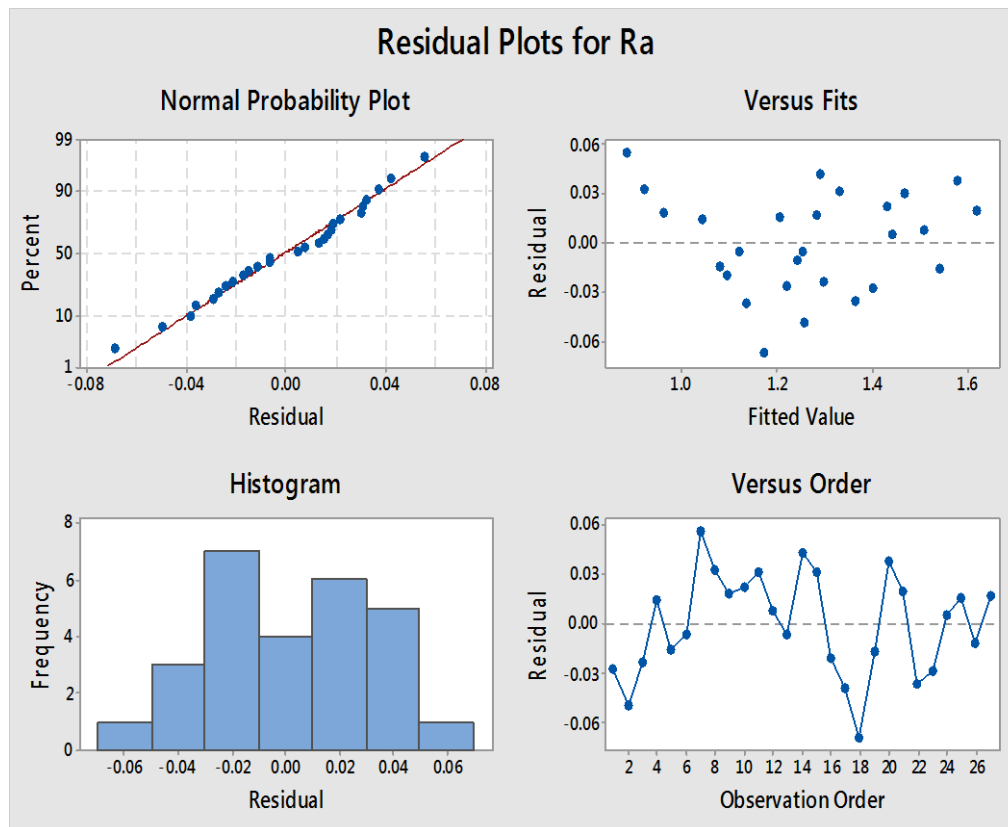 Residual Plots for Ra
Normal Probability Plot
Percent
99
90
50
10
1
-0.08 -0.04 0.00 0.04 0.08
Residual
Versus Fits
Residual
0.06
0.03
0.00
-0.03
-0.06
1.0 1.2 1.4 1.6
Fitted Value
Histogram
Frequency
8
6
4
2
0
-0.06 -0.04 -0.02 0.00 0.02 0.04 0.06
Residual
Versus Order
Residual
0.06
0.03
0.00
-0.03
-0.06
2 4 6 8 10 12 14 16 18 20 22 24 26
Observation Order